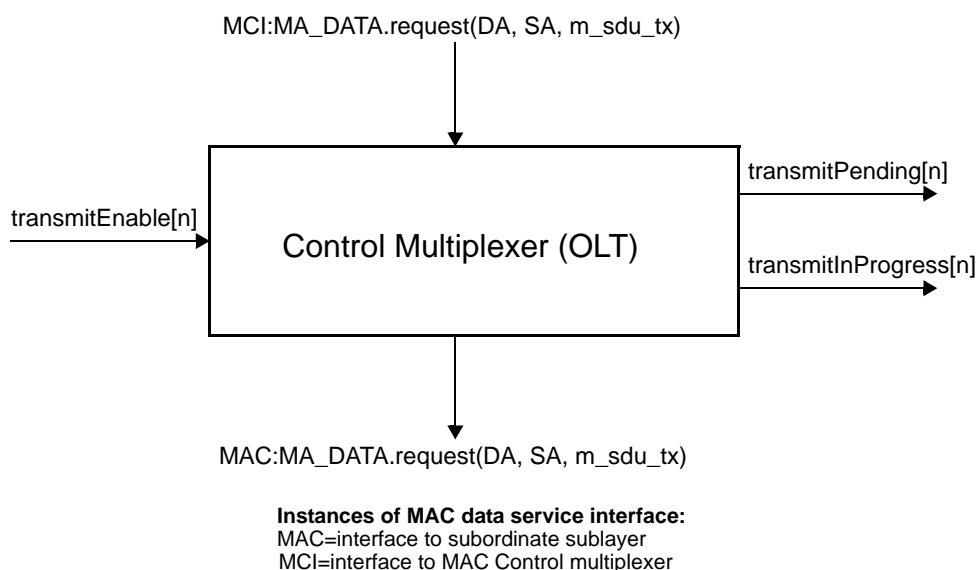 MCI:MA_DATA.request(DA, SA, m_sdu_tx)
transmitPending[n]
transmitEnable[n]
Control Multiplexer (OLT)
transmitInProgress[n]
MAC:MA_DATA.request(DA, SA, m_sdu_tx)
Instances of MAC data service interface:
MAC=interface to subordinate sublayer
MCI=interface to MAC Control multiplexer